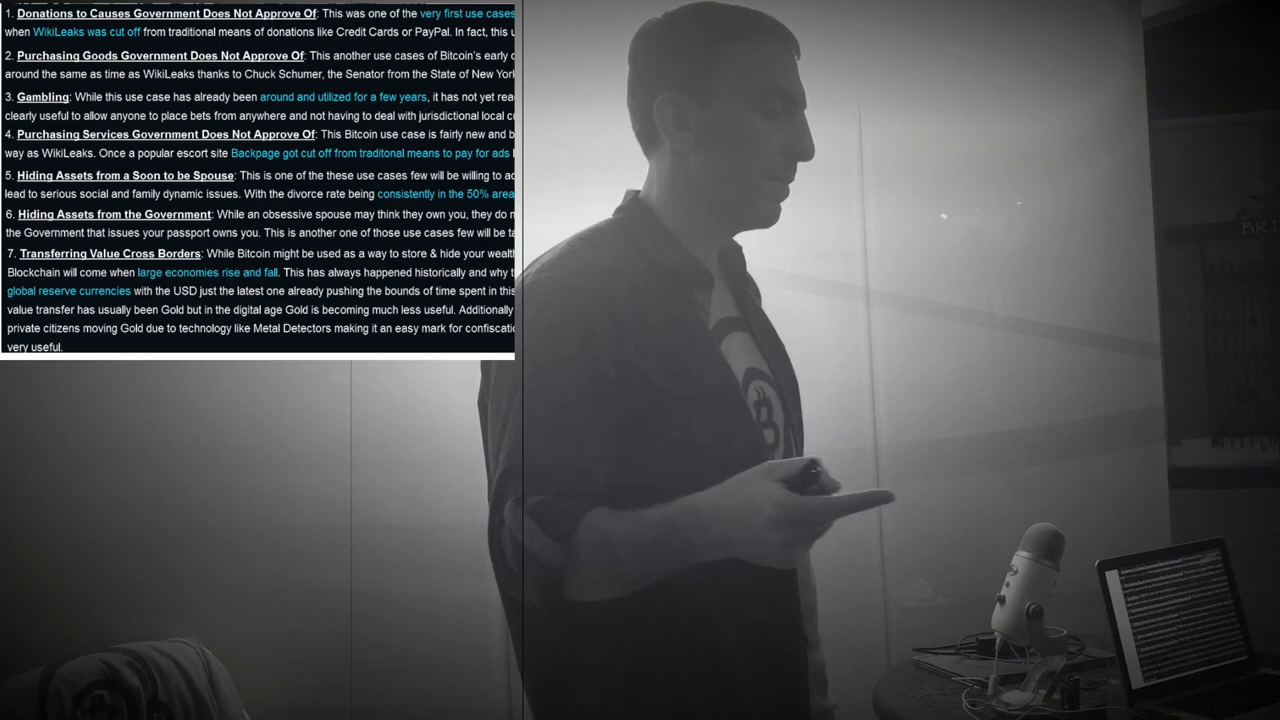 1. Donations to Causes Government Does Not Approve Of: This was one of the very first use cases
when WikiLeaks was cut off from traditional means of donations like Credit Cards or PayPal. In fact, this
2. Purchasing Goods Government Does Not Approve Of: This another use cases of Bitcoin's early
around the same as time as WikiLeaks thanks to Chuck Schumer, the Senator from the State of New York
3. Gambling: While this use case has already been around and utilized for a few years, it has not yet
clearly useful to allow anyone to place bets from anywhere and not having to deal with jurisdictional local
4. Purchasing Services Government Does Not Approve Of: This Bitcoin use case is fairly new and
way as WikiLeaks. Once a popular escort site Backpage got cut off from traditonal means to pay for ads
5. Hiding Assets from a Soon to be Spouse: This is one of the these use cases few will be willing to
lead to serious social and family dynamic issues. With the divorce rate being consistently in the 50% area
6. Hiding Assets from the Government: While an obsessive spouse may think they own you, they do
the Government that issues your passport owns you. This is another one of those use cases few will be
7. Transferring Value Cross Borders: While Bitcoin might be used as a way to store & hide your
Blockchain will come when large economies rise and fall. This has always happened historically and why
global reserve currencies with the USD just the latest one already pushing the bounds of time spent in this
value transfer has usually been Gold but in the digital age Gold is becoming much less useful. Additionally
private citizens moving Gold due to technology like Metal Detectors making it an easy mark for
very useful.